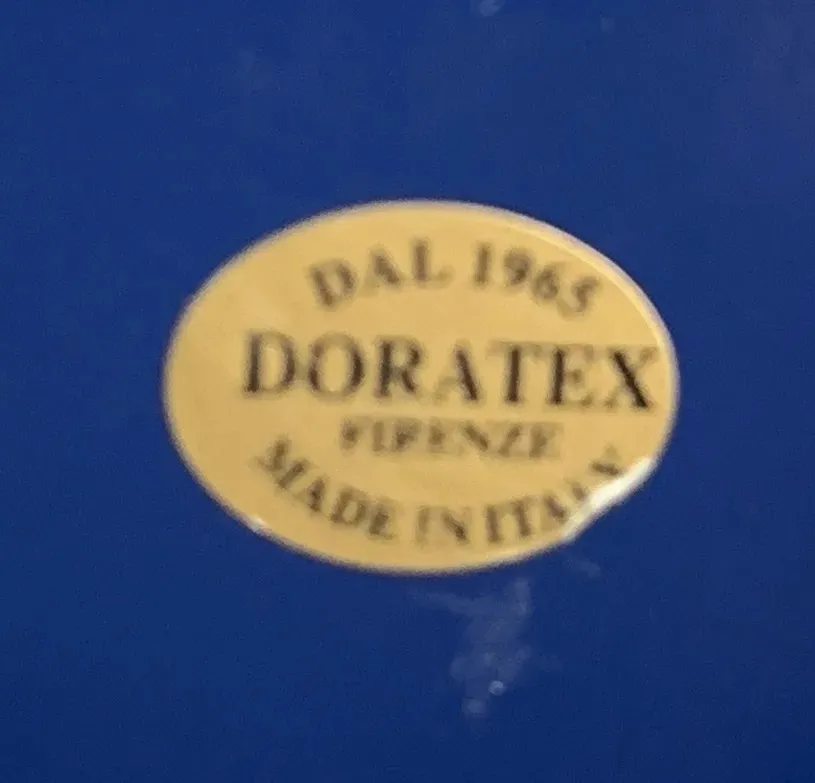 DAL 1965
DORATEX
FIRENZE
MADE IN ITALY